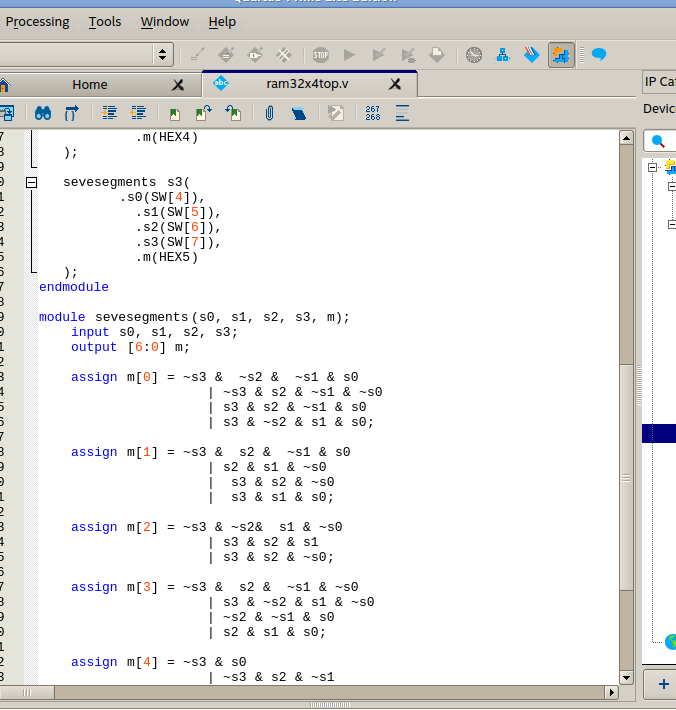 Processing Tools Window Help
STOP
Home
abc
ram32x4top.v
IP Cat
{}
267
268
Device
7 .m(HEX4)
8 );
9
0 sevesegments s3(
1 .s0(SW[4]),
2 .s1(SW[5]),
3 .s2(SW[6]),
4 .s3(SW[7]),
5 .m(HEX5)
6 );
7 endmodule
8
9 module sevesegments(s0, s1, s2, s3, m);
0 input s0, s1, s2, s3;
1 output [6:0] m;
2
3 assign m[0] = ~s3 & ~s2 & ~s1 & s0
4 | ~s3 & s2 & ~s1 & ~s0
5 | s3 & s2 & ~s1 & s0
6 | s3 & ~s2 & s1 & s0;
7
8 assign m[1] = ~s3 & s2 & ~s1 & s0
9 | s2 & s1 & ~s0
0 | s3 & s2 & ~s0
1 | s3 & s1 & s0;
2
3 assign m[2] = ~s3 & ~s2& s1 & ~s0
4 | s3 & s2 & s1
5 | s3 & s2 & ~s0;
6
7 assign m[3] = ~s3 & s2 & ~s1 & ~s0
8 | s3 & ~s2 & s1 & ~s0
9 | ~s2 & ~s1 & s0
0 | s2 & s1 & s0;
1
2 assign m[4] = ~s3 & s0
3 | ~s3 & s2 & ~s1